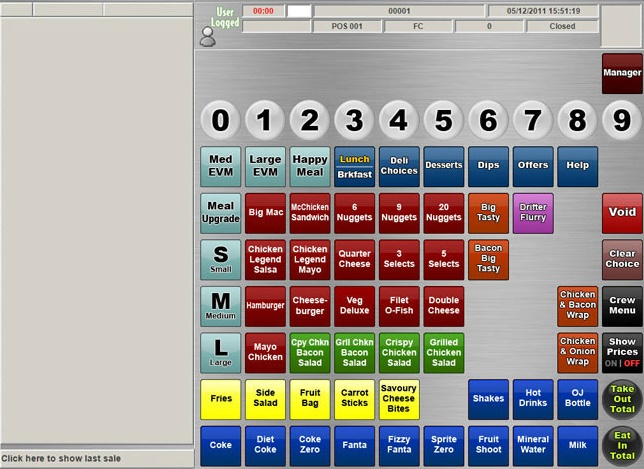 User
Logged
00:00
00001
05/12/2011 15:51:19
POS 001
FC
0
Closed
Manager
0 1 2 3 4 5 6 7 8 9
Med
EVM
Large
EVM
Happy
Meal
Lunch
Brkfast
Deli
Choices
Desserts
Dips
Offers
Help
Meal
Upgrade
Big Mac
McChicken
Sandwich
6
Nuggets
9
Nuggets
20
Nuggets
Big
Tasty
Drifter
Flurry
Void
S
Small
Chicken
Legend
Salsa
Chicken
Legend
Mayo
Quarter
Cheese
3
Selects
5
Selects
Bacon
Big
Tasty
Clear
Choice
M
Medium
Hamburger
Cheese-
burger
Veg
Deluxe
Filet
O-Fish
Double
Cheese
Chicken
& Bacon
Wrap
Crew
Menu
L
Large
Mayo
Chicken
Cpy Chkn
Bacon
Salad
Grll Chkn
Bacon
Salad
Crispy
Chicken
Salad
Grilled
Chicken
Salad
Chicken
& Onion
Wrap
Show
Prices
ON | OFF
Fries
Side
Salad
Fruit
Bag
Carrot
Sticks
Savoury
Cheese
Bites
Shakes
Hot
Drinks
OJ
Bottle
Take
Out
Total
Coke
Diet
Coke
Coke
Zero
Fanta
Fizzy
Fanta
Sprite
Zero
Fruit
Shoot
Mineral
Water
Milk
Eat
In
Total
Click here to show last sale